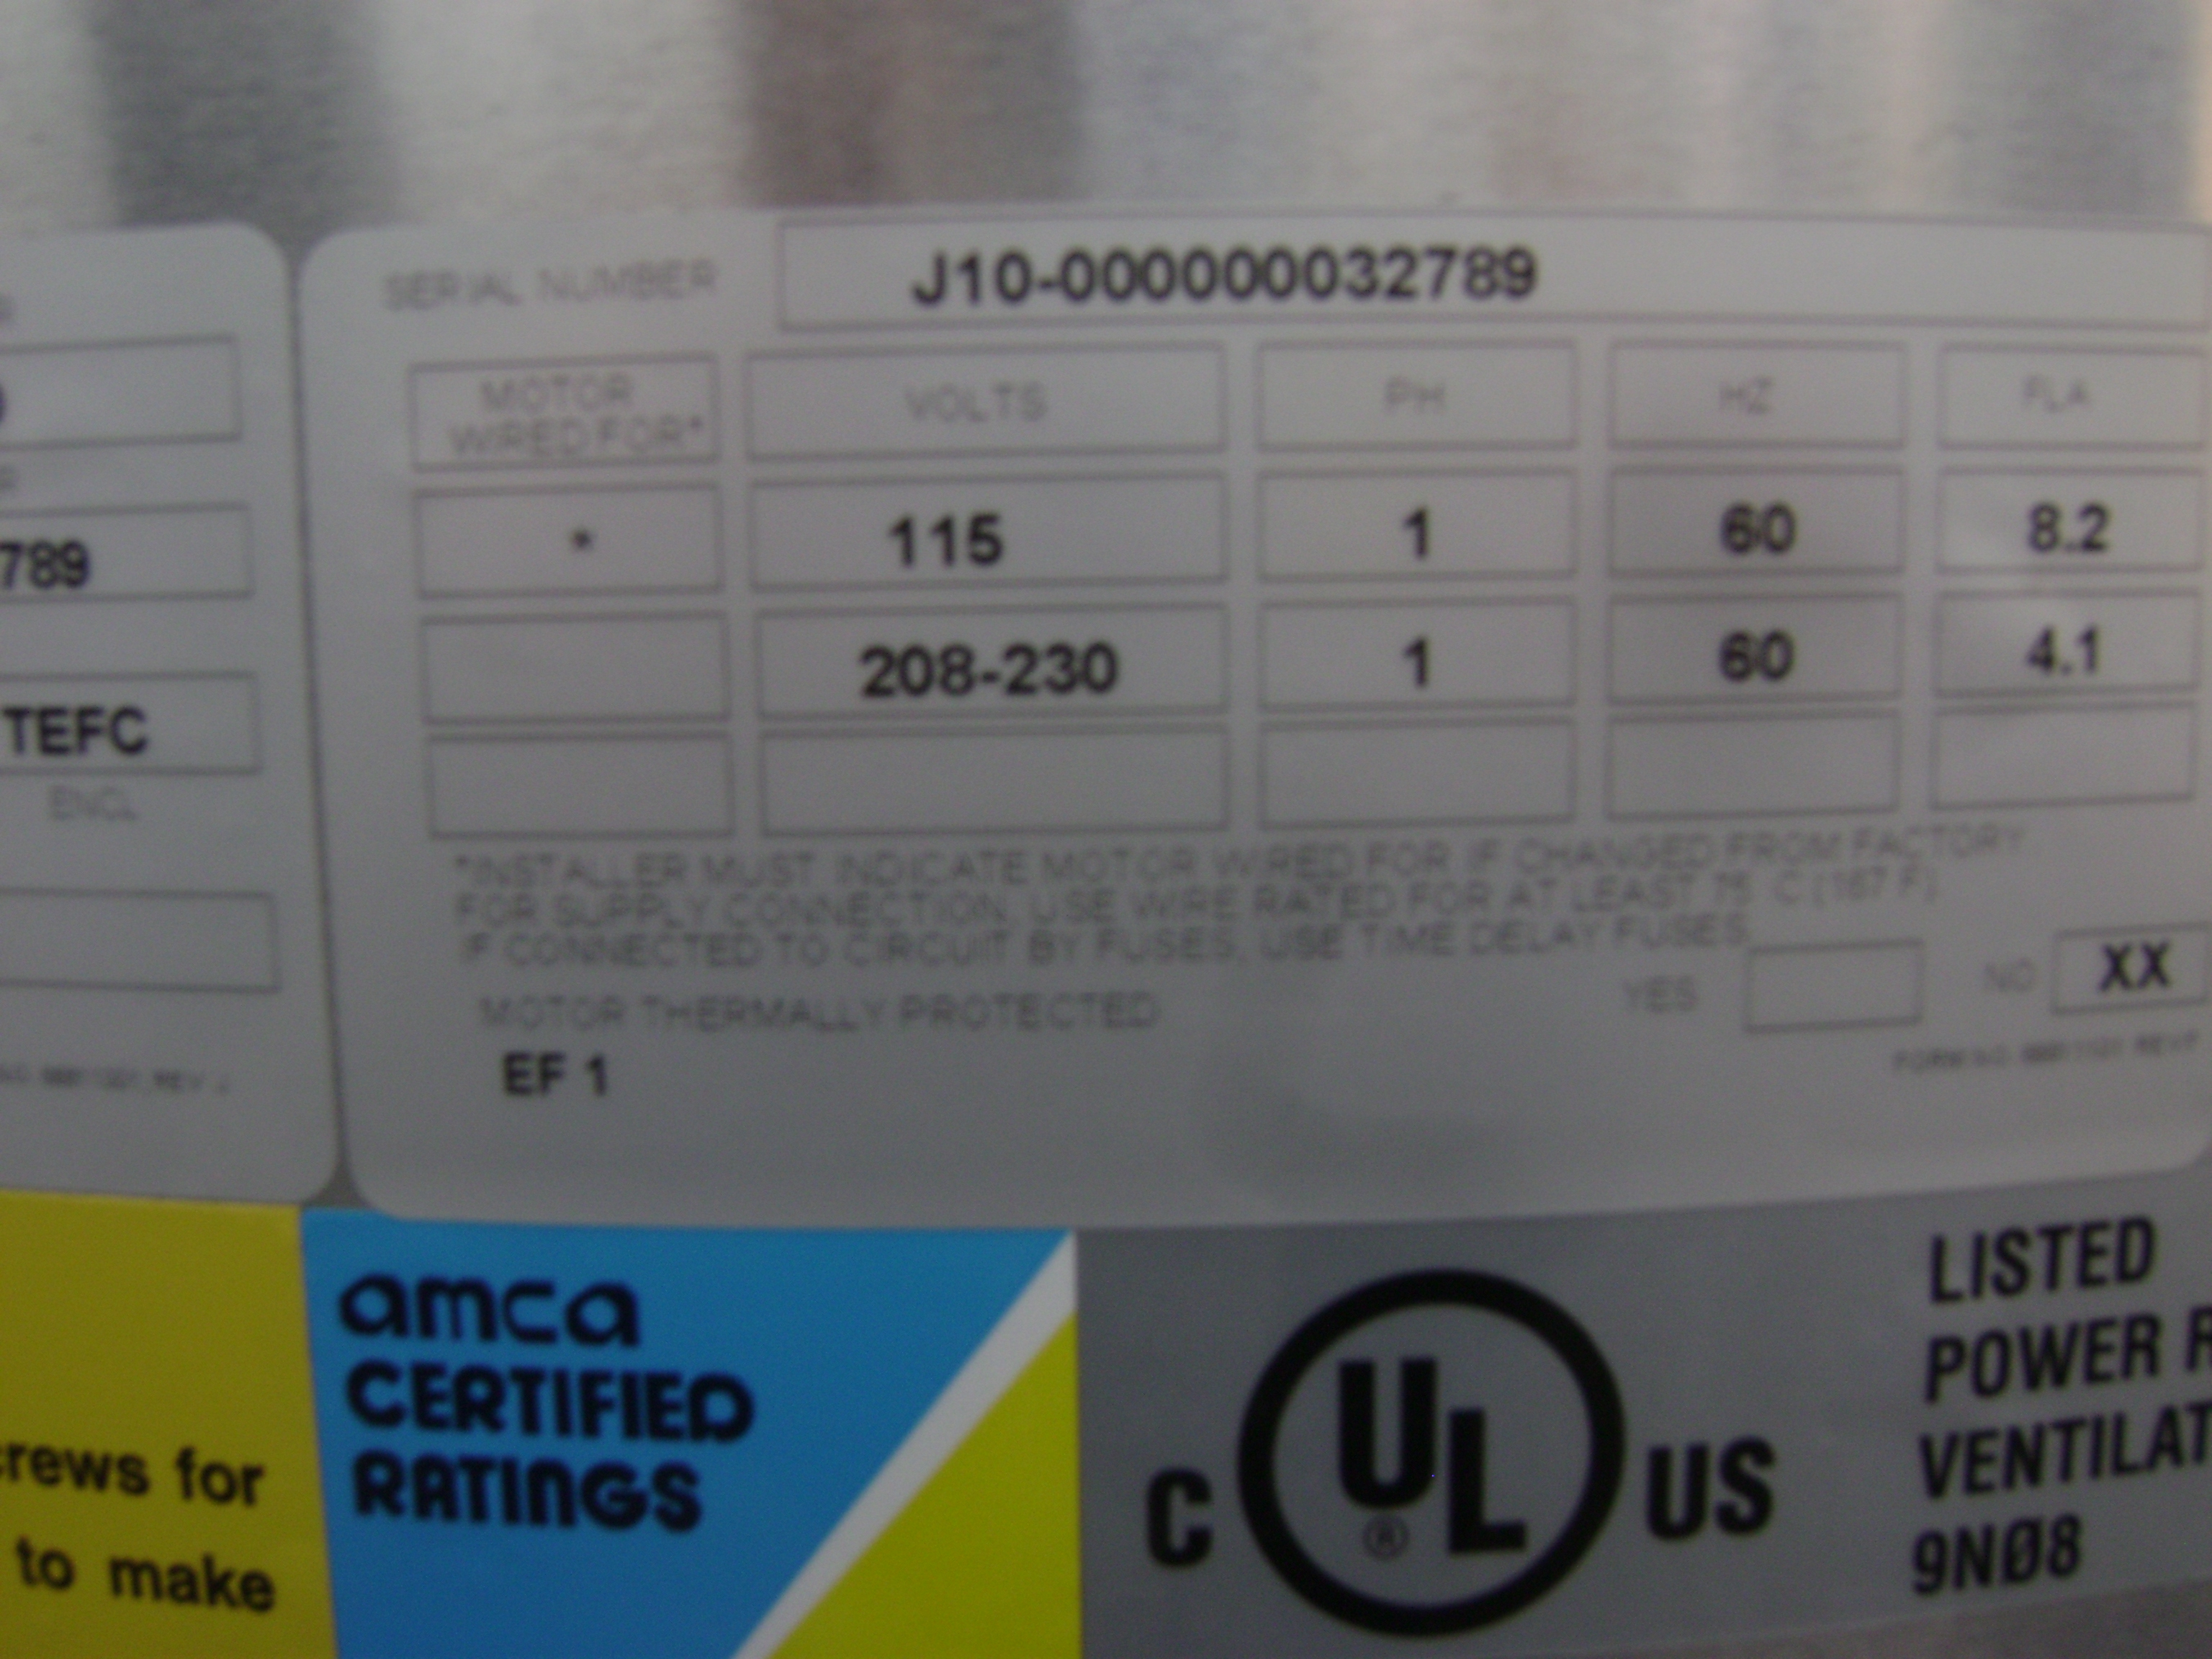 SERIAL NUMBER J10-000000032789
MOTOR WIRED FOR* VOLTS PH HZ FLA
* 115 1 60 8.2
208-230 1 60 4.1
*INSTALLER MUST INDICATE MOTOR WIRED FOR IF CHANGED FROM FACTORY
FOR SUPPLY CONNECTION, USE WIRE RATED FOR AT LEAST 75 C (167 F)
IF CONNECTED TO CIRCUIT BY FUSES, USE TIME DELAY FUSES.
MOTOR THERMALLY PROTECTED YES NO XX
EF 1
789
TEFC
ENCL
crews for
to make
amca
CERTIFIED
RATINGS
C UL ® US
LISTED
POWER R
VENTILAT
9NØ8